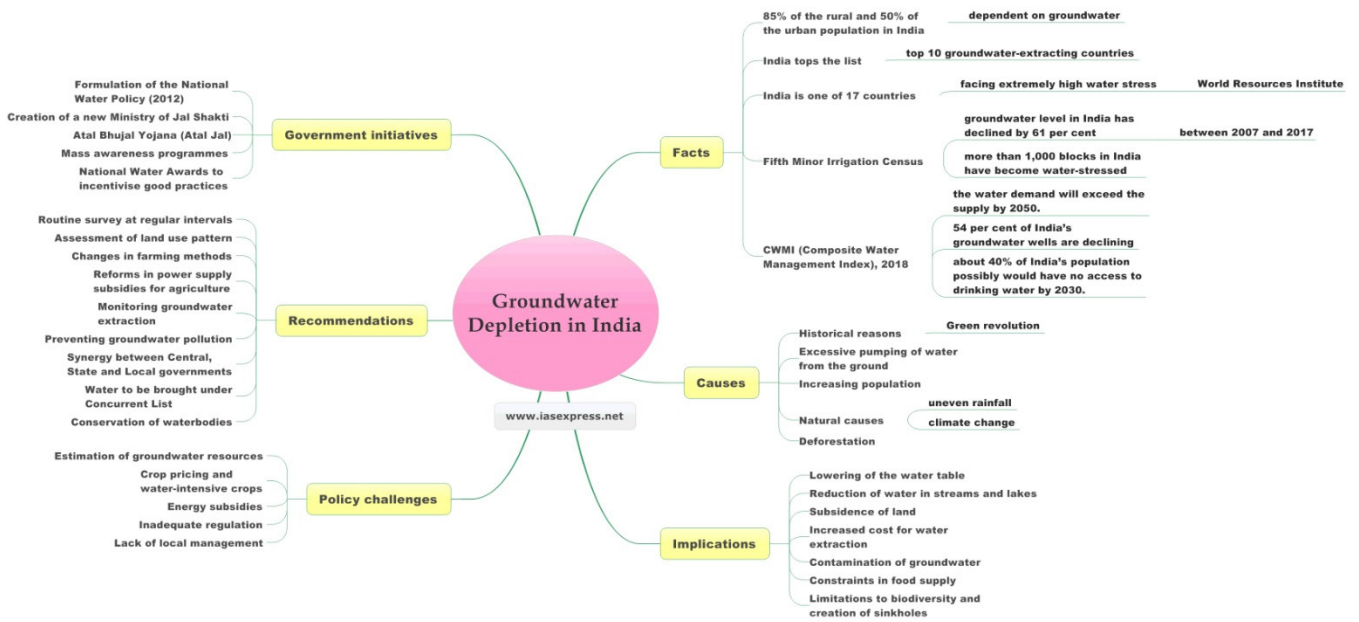 Groundwater
Depletion in India
www.iasexpress.net
Facts
85% of the rural and 50% of
the urban population in India
dependent on groundwater
India tops the list
top 10 groundwater-extracting countries
India is one of 17 countries
facing extremely high water stress
World Resources Institute
Fifth Minor Irrigation Census
groundwater level in India has
declined by 61 per cent
between 2007 and 2017
more than 1,000 blocks in India
have become water-stressed
CWMI (Composite Water
Management Index), 2018
the water demand will exceed the
supply by 2050.
54 per cent of India's
groundwater wells are declining
about 40% of India's population
possibly would have no access to
drinking water by 2030.
Causes
Historical reasons
Green revolution
Excessive pumping of water
from the ground
Increasing population
Natural causes
uneven rainfall
climate change
Deforestation
Implications
Lowering of the water table
Reduction of water in streams and lakes
Subsidence of land
Increased cost for water
extraction
Contamination of groundwater
Constraints in food supply
Limitations to biodiversity and
creation of sinkholes
Government initiatives
Formulation of the National
Water Policy (2012)
Creation of a new Ministry of Jal Shakti
Atal Bhujal Yojana (Atal Jal)
Mass awareness programmes
National Water Awards to
incentivise good practices
Recommendations
Routine survey at regular intervals
Assessment of land use pattern
Changes in farming methods
Reforms in power supply
subsidies for agriculture
Monitoring groundwater
extraction
Preventing groundwater pollution
Synergy between Central,
State and Local governments
Water to be brought under
Concurrent List
Conservation of waterbodies
Policy challenges
Estimation of groundwater resources
Crop pricing and
water-intensive crops
Energy subsidies
Inadequate regulation
Lack of local management